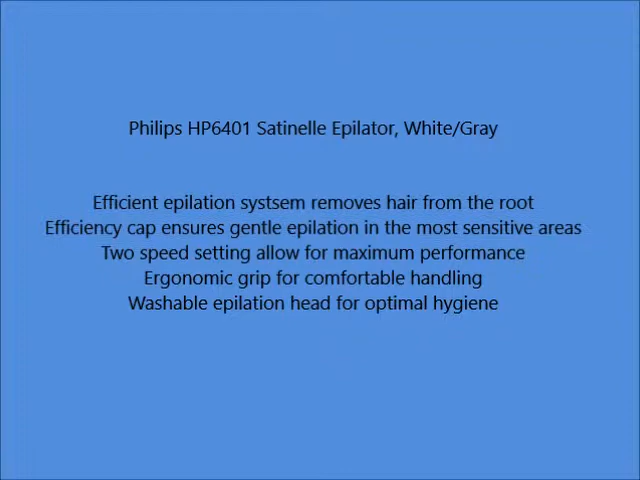 Philips HP6401 Satinelle Epilator, White/Gray
Efficient epilation systsem removes hair from the root
Efficiency cap ensures gentle epilation in the most sensitive areas
Two speed setting allow for maximum performance
Ergonomic grip for comfortable handling
Washable epilation head for optimal hygiene